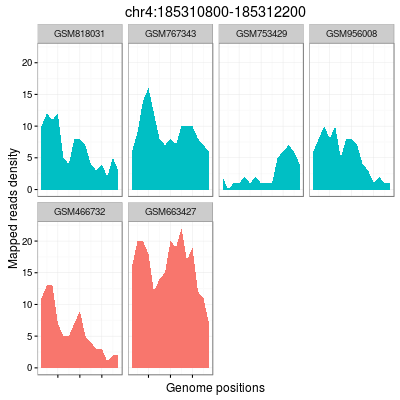 chr4:185310800-185312200
GSM818031 GSM767343 GSM753429 GSM956008
20
15
10
5
0
Mapped reads density
GSM466732 GSM663427
20
15
10
5
0
Genome positions